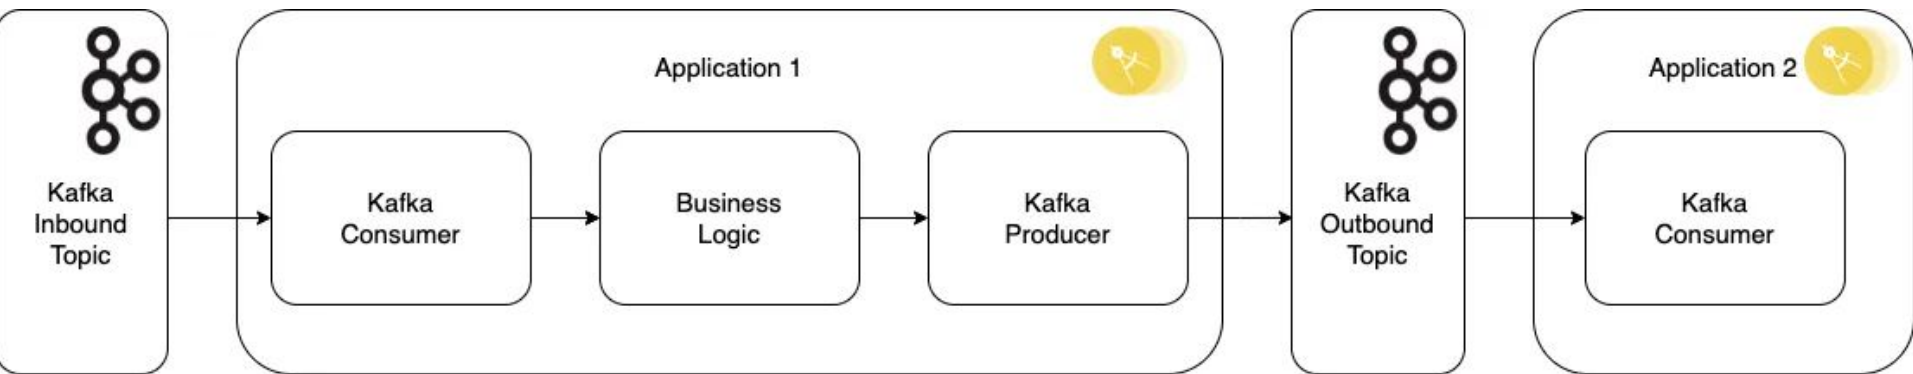 Kafka
Inbound
Topic
Application 1
Kafka
Consumer
Business
Logic
Kafka
Producer
Kafka
Outbound
Topic
Application 2
Kafka
Consumer